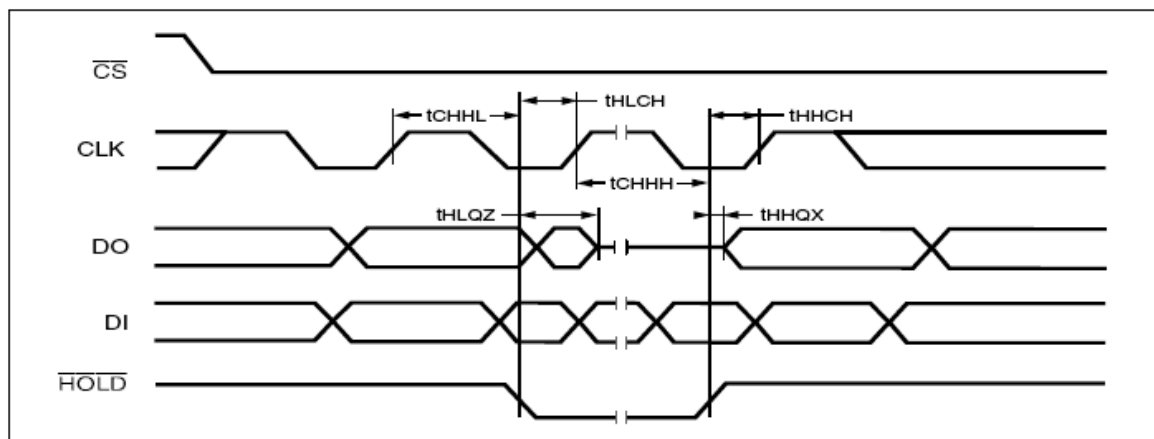 CS
tCHHL
tHLCH
tHHCH
CLK
tCHHH
tHLQZ
tHHQX
DO
DI
HOLD